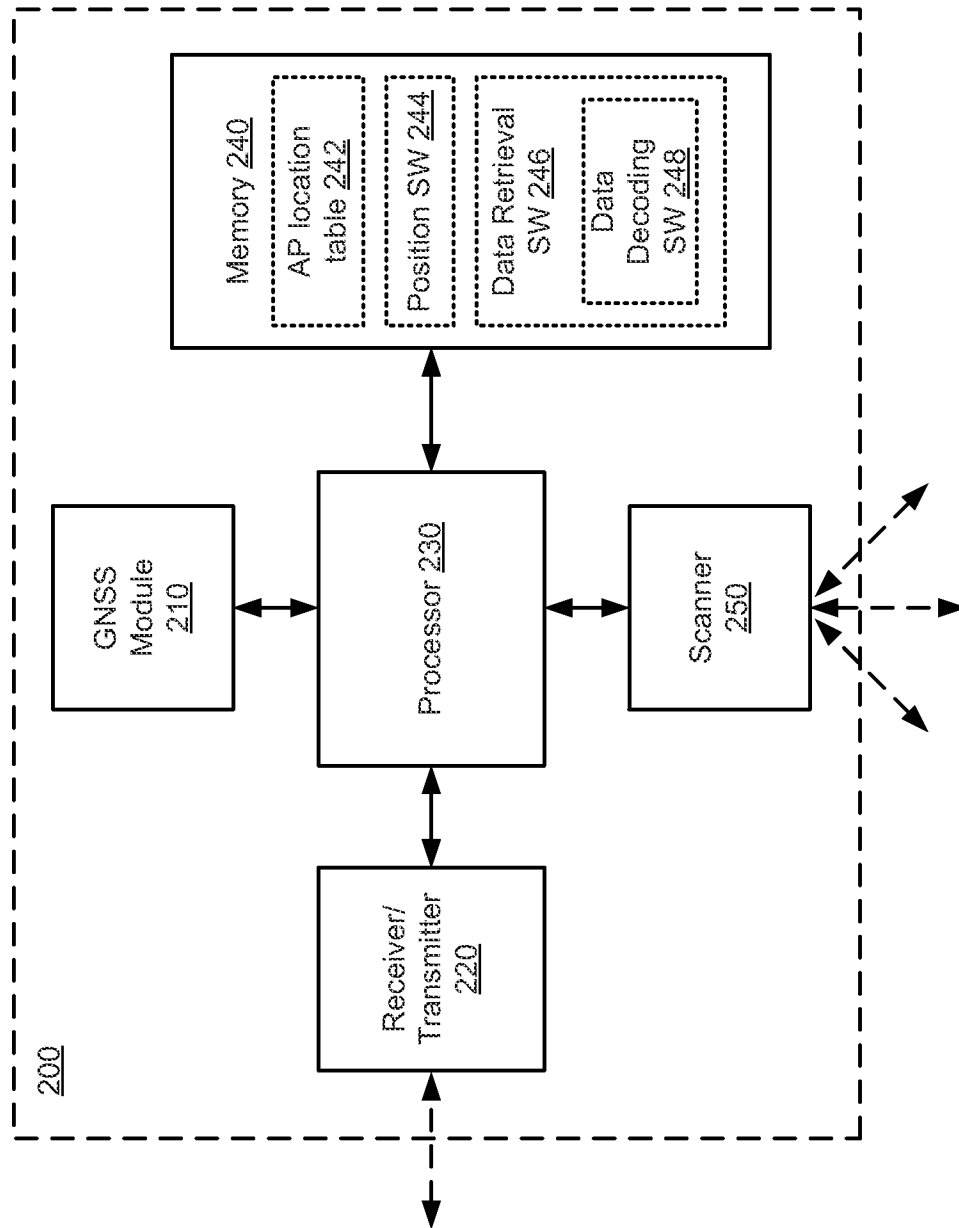 200
GNSS
Module
210
Receiver/
Transmitter
220
Processor 230
Memory 240
AP location
table 242
Position SW 244
Data Retrieval
SW 246
Data
Decoding
SW 248
Scanner
250